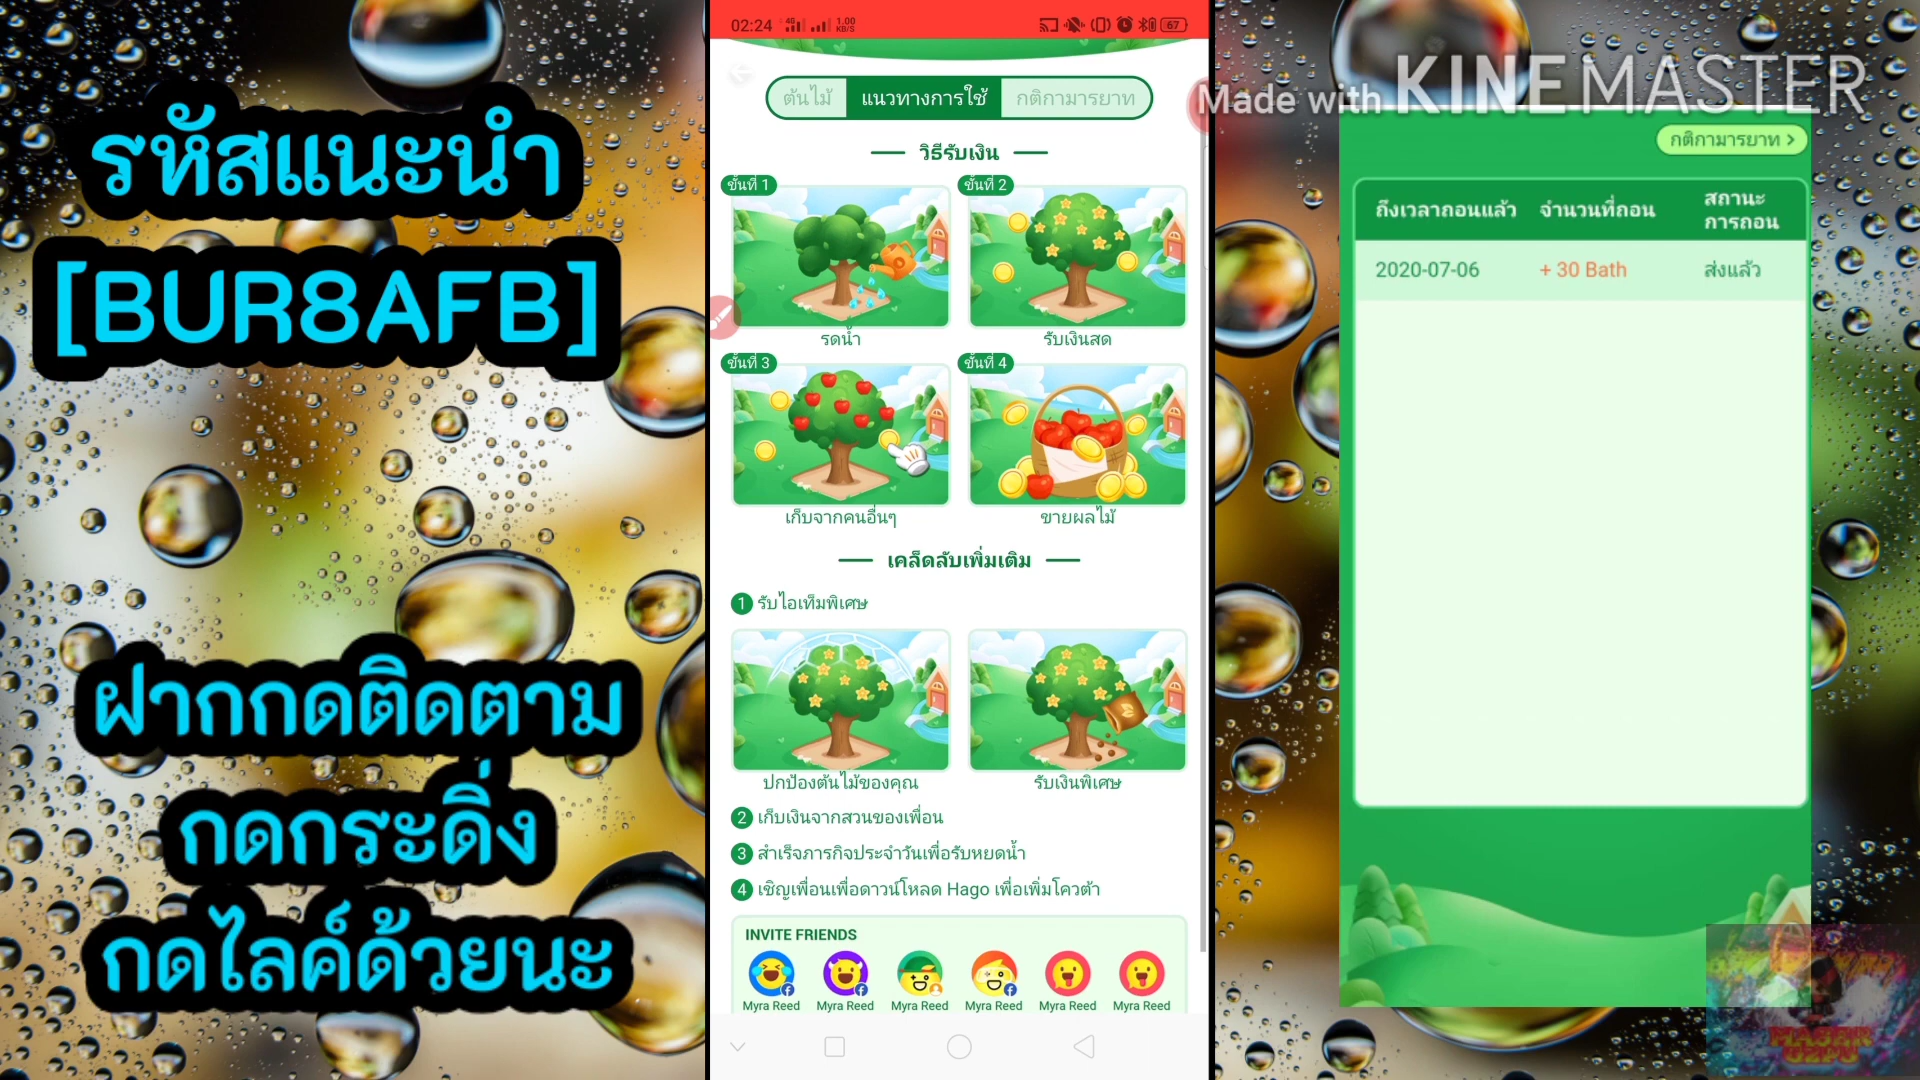 รหัสแนะนำ
[BUR8AFB]
ฝากกดติดตาม
กดกระดิ่ง
กดไลค์ด้วยนะ
02:24 4G 1.00 KB/S 67
ต้นไม้ แนวทางการใช้ กติกามารยาท
วิธีรับเงิน
ขั้นที่ 1 ขั้นที่ 2
รดน้ำ รับเงินสด
ขั้นที่ 3 ขั้นที่ 4
เก็บจากคนอื่นๆ ขายผลไม้
เคล็ดลับเพิ่มเติม
1 รับไอเท็มพิเศษ
ปกป้องต้นไม้ของคุณ รับเงินพิเศษ
2 เก็บเงินจากสวนของเพื่อน
3 สำเร็จภารกิจประจำวันเพื่อรับหยดน้ำ
4 เชิญเพื่อนเพื่อดาวน์โหลด Hago เพื่อเพิ่มโควต้า
INVITE FRIENDS
Myra Reed Myra Reed Myra Reed Myra Reed Myra Reed Myra Reed
Made with KINEMASTER
กติกามารยาท >
ถึงเวลาถอนแล้ว จำนวนที่ถอน สถานะ
การถอน
2020-07-06 + 30 Bath ส่งแล้ว